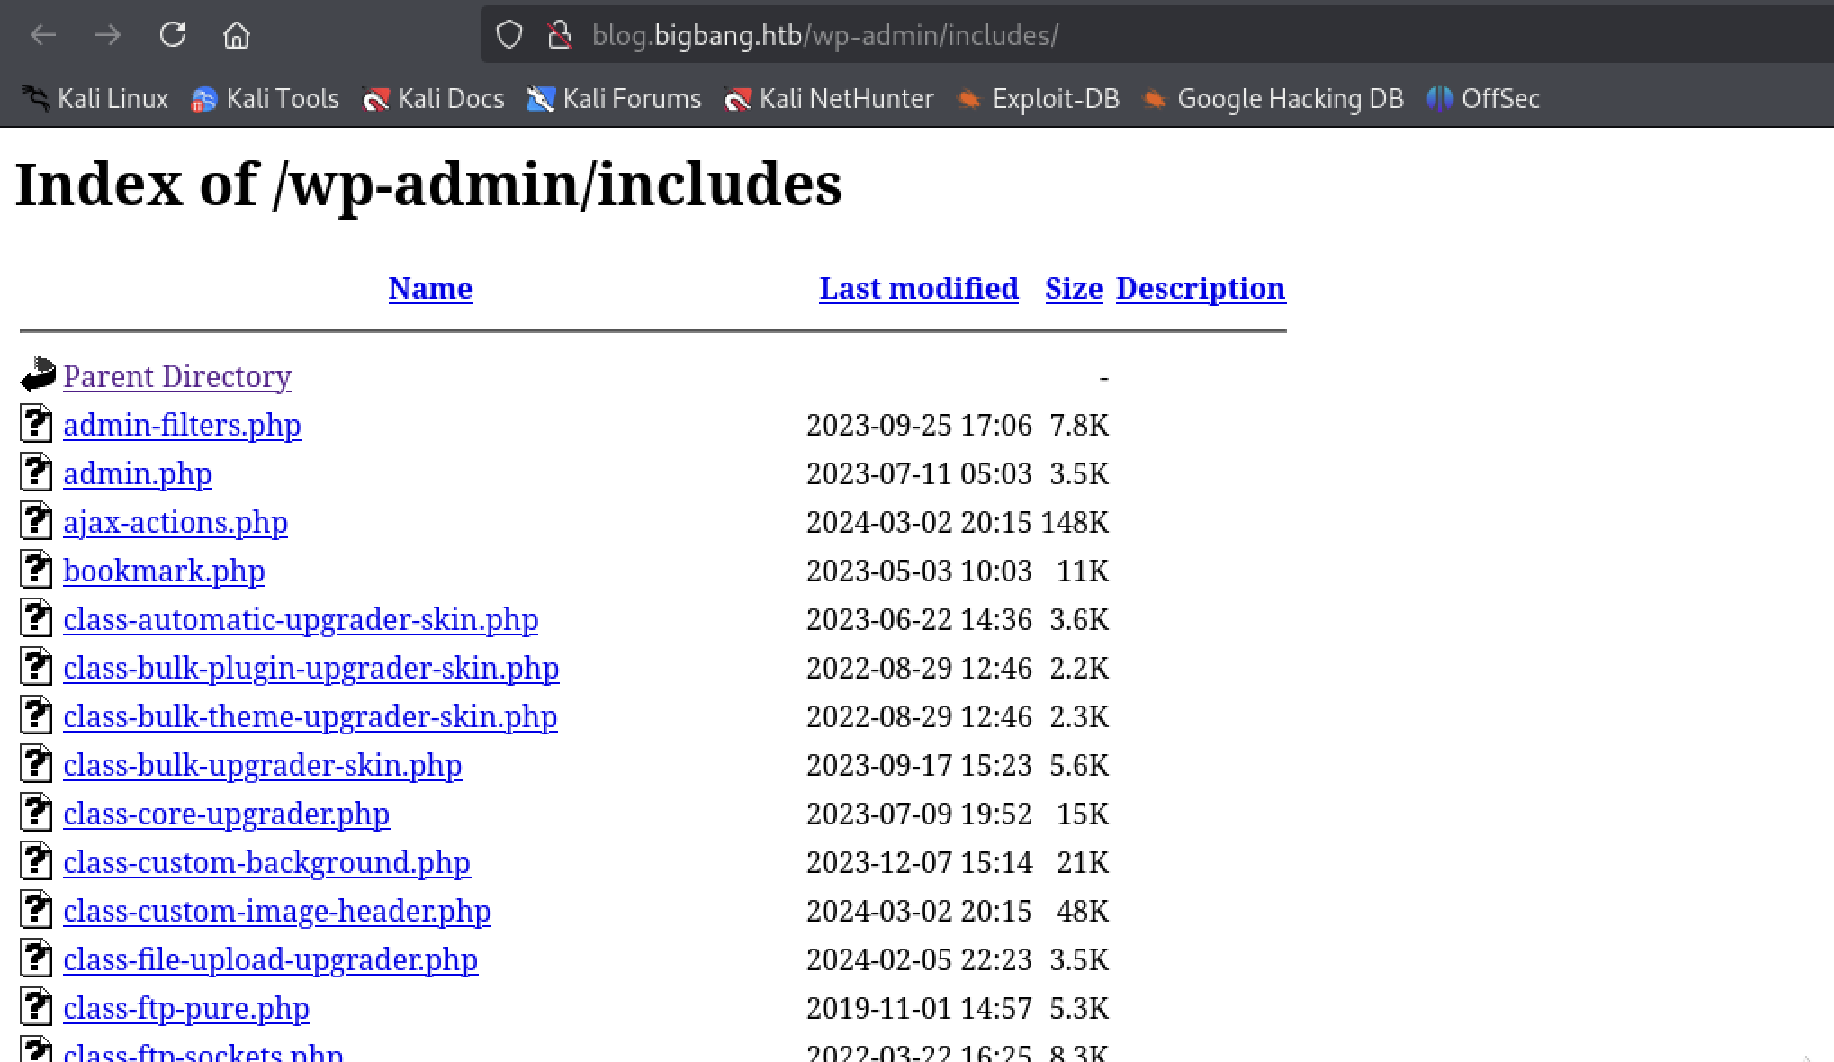 blog.bigbang.htb/wp-admin/includes/
Kali Linux Kali Tools Kali Docs Kali Forums Kali NetHunter Exploit-DB Google Hacking DB OffSec
Index of /wp-admin/includes
Name Last modified Size Description
Parent Directory -
admin-filters.php 2023-09-25 17:06 7.8K
admin.php 2023-07-11 05:03 3.5K
ajax-actions.php 2024-03-02 20:15 148K
bookmark.php 2023-05-03 10:03 11K
class-automatic-upgrader-skin.php 2023-06-22 14:36 3.6K
class-bulk-plugin-upgrader-skin.php 2022-08-29 12:46 2.2K
class-bulk-theme-upgrader-skin.php 2022-08-29 12:46 2.3K
class-bulk-upgrader-skin.php 2023-09-17 15:23 5.6K
class-core-upgrader.php 2023-07-09 19:52 15K
class-custom-background.php 2023-12-07 15:14 21K
class-custom-image-header.php 2024-03-02 20:15 48K
class-file-upload-upgrader.php 2024-02-05 22:23 3.5K
class-ftp-pure.php 2019-11-01 14:57 5.3K
class-ftp-sockets.php 2022-03-22 16:25 8.3K